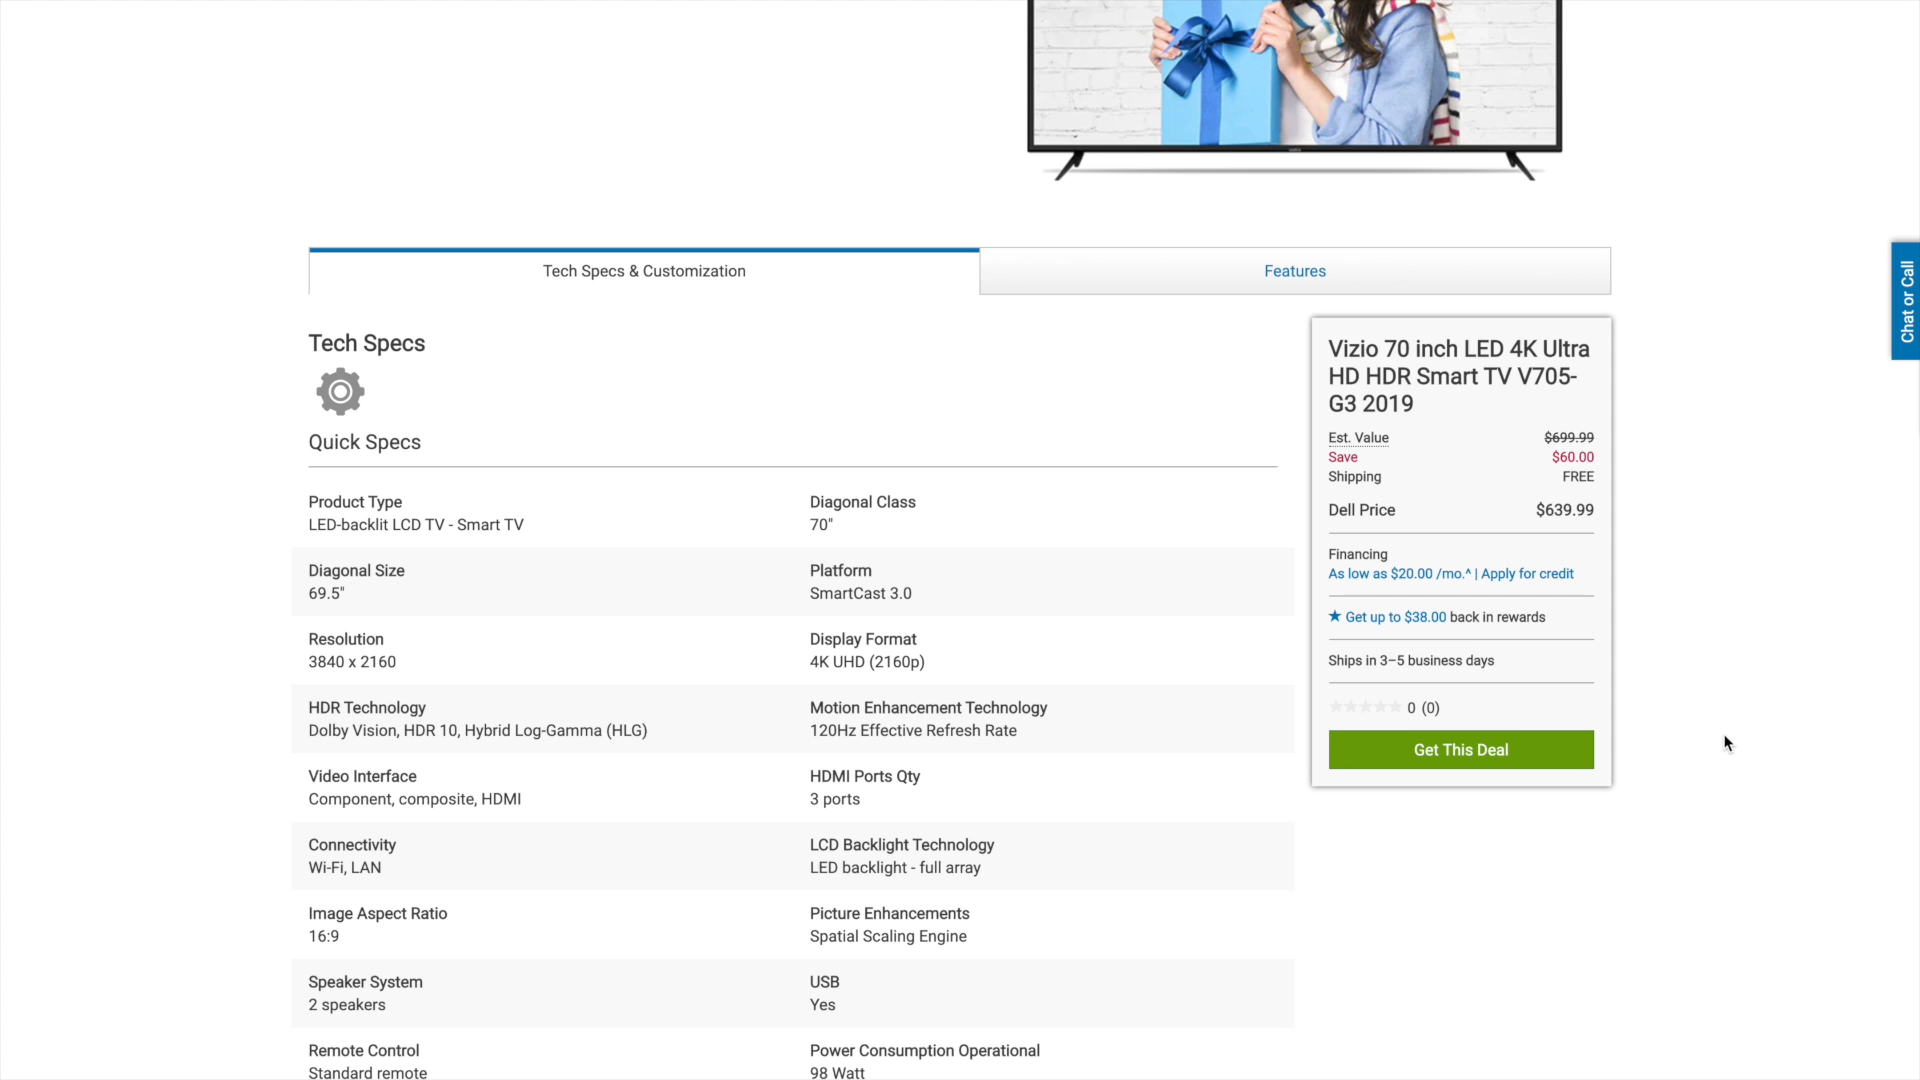 Tech Specs & Customization
Features
Chat or Call
Tech Specs
Quick Specs
Product Type
LED-backlit LCD TV - Smart TV
Diagonal Class
70"
Diagonal Size
69.5"
Platform
SmartCast 3.0
Resolution
3840 x 2160
Display Format
4K UHD (2160p)
HDR Technology
Dolby Vision, HDR 10, Hybrid Log-Gamma (HLG)
Motion Enhancement Technology
120Hz Effective Refresh Rate
Video Interface
Component, composite, HDMI
HDMI Ports Qty
3 ports
Connectivity
Wi-Fi, LAN
LCD Backlight Technology
LED backlight - full array
Image Aspect Ratio
16:9
Picture Enhancements
Spatial Scaling Engine
Speaker System
2 speakers
USB
Yes
Remote Control
Standard remote
Power Consumption Operational
98 Watt
Vizio 70 inch LED 4K Ultra
HD HDR Smart TV V705-
G3 2019
Est. Value $699.99
Save $60.00
Shipping FREE
Dell Price $639.99
Financing
As low as $20.00 /mo.^ | Apply for credit
Get up to $38.00 back in rewards
Ships in 3–5 business days
0 (0)
Get This Deal